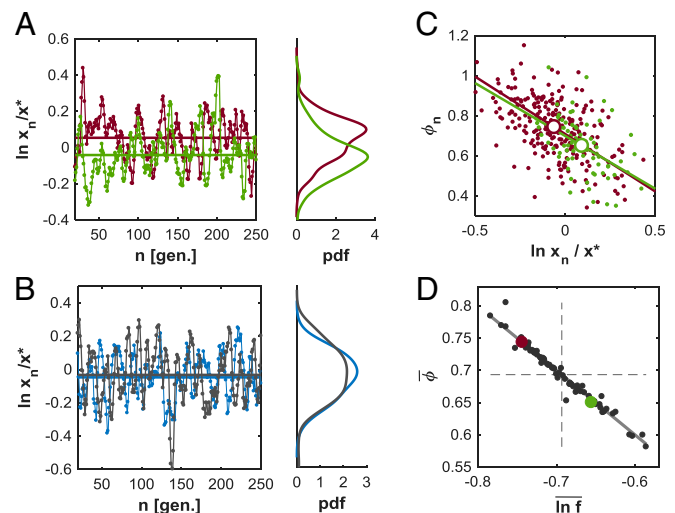 A
ln x_n/x*
0.6
0.4
0.2
0
-0.2
-0.4
50 100 150 200 250
n [gen.]
0 2 4
pdf
C
ϕ_n
1.2
1
0.8
0.6
0.4
-0.5 0 0.5
ln x_n / x*
B
ln x_n/x*
0.4
0.2
0
-0.2
-0.4
-0.6
50 100 150 200 250
n [gen.]
0 1 2 3
pdf
D
ϕ̅
0.8
0.75
0.7
0.65
0.6
0.55
-0.8 -0.7 -0.6
l̅n̅ ̅f̅